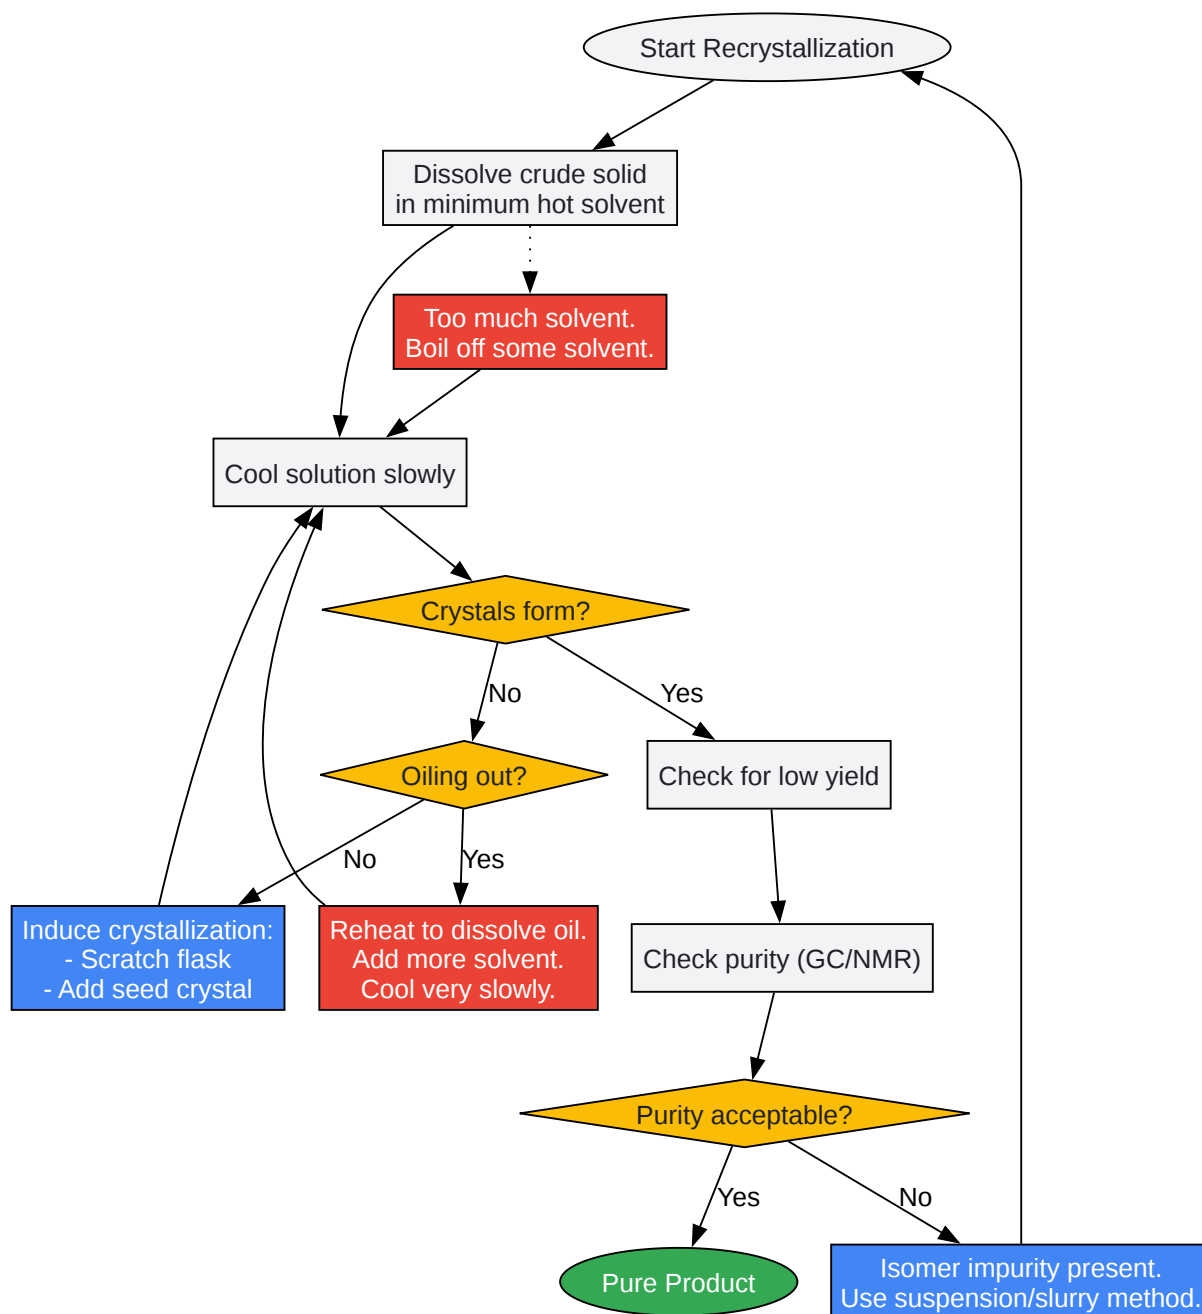 Start Recrystallization
Dissolve crude solid
in minimum hot solvent
Too much solvent.
Boil off some solvent.
Cool solution slowly
Crystals form?
No
Yes
Oiling out?
Check for low yield
No
Yes
Induce crystallization:
- Scratch flask
- Add seed crystal
Reheat to dissolve oil.
Add more solvent.
Cool very slowly.
Check purity (GC/NMR)
Purity acceptable?
Yes
No
Pure Product
Isomer impurity present.
Use suspension/slurry method.